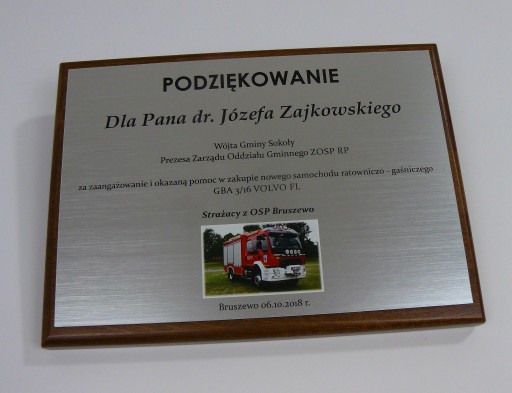 PODZIĘKOWANIE
Dla Pana dr. Józefa Zajkowskiego
Wójta Gminy Sokoły
Prezesa Zarządu Oddziału Gminnego ZOSP RP
za zaangażowanie i okazaną pomoc w zakupie nowego samochodu ratowniczo - gaśniczego
GBA 3/16 VOLVO FL
Strażacy z OSP Bruszewo
Bruszewo 06.10.2018 r.